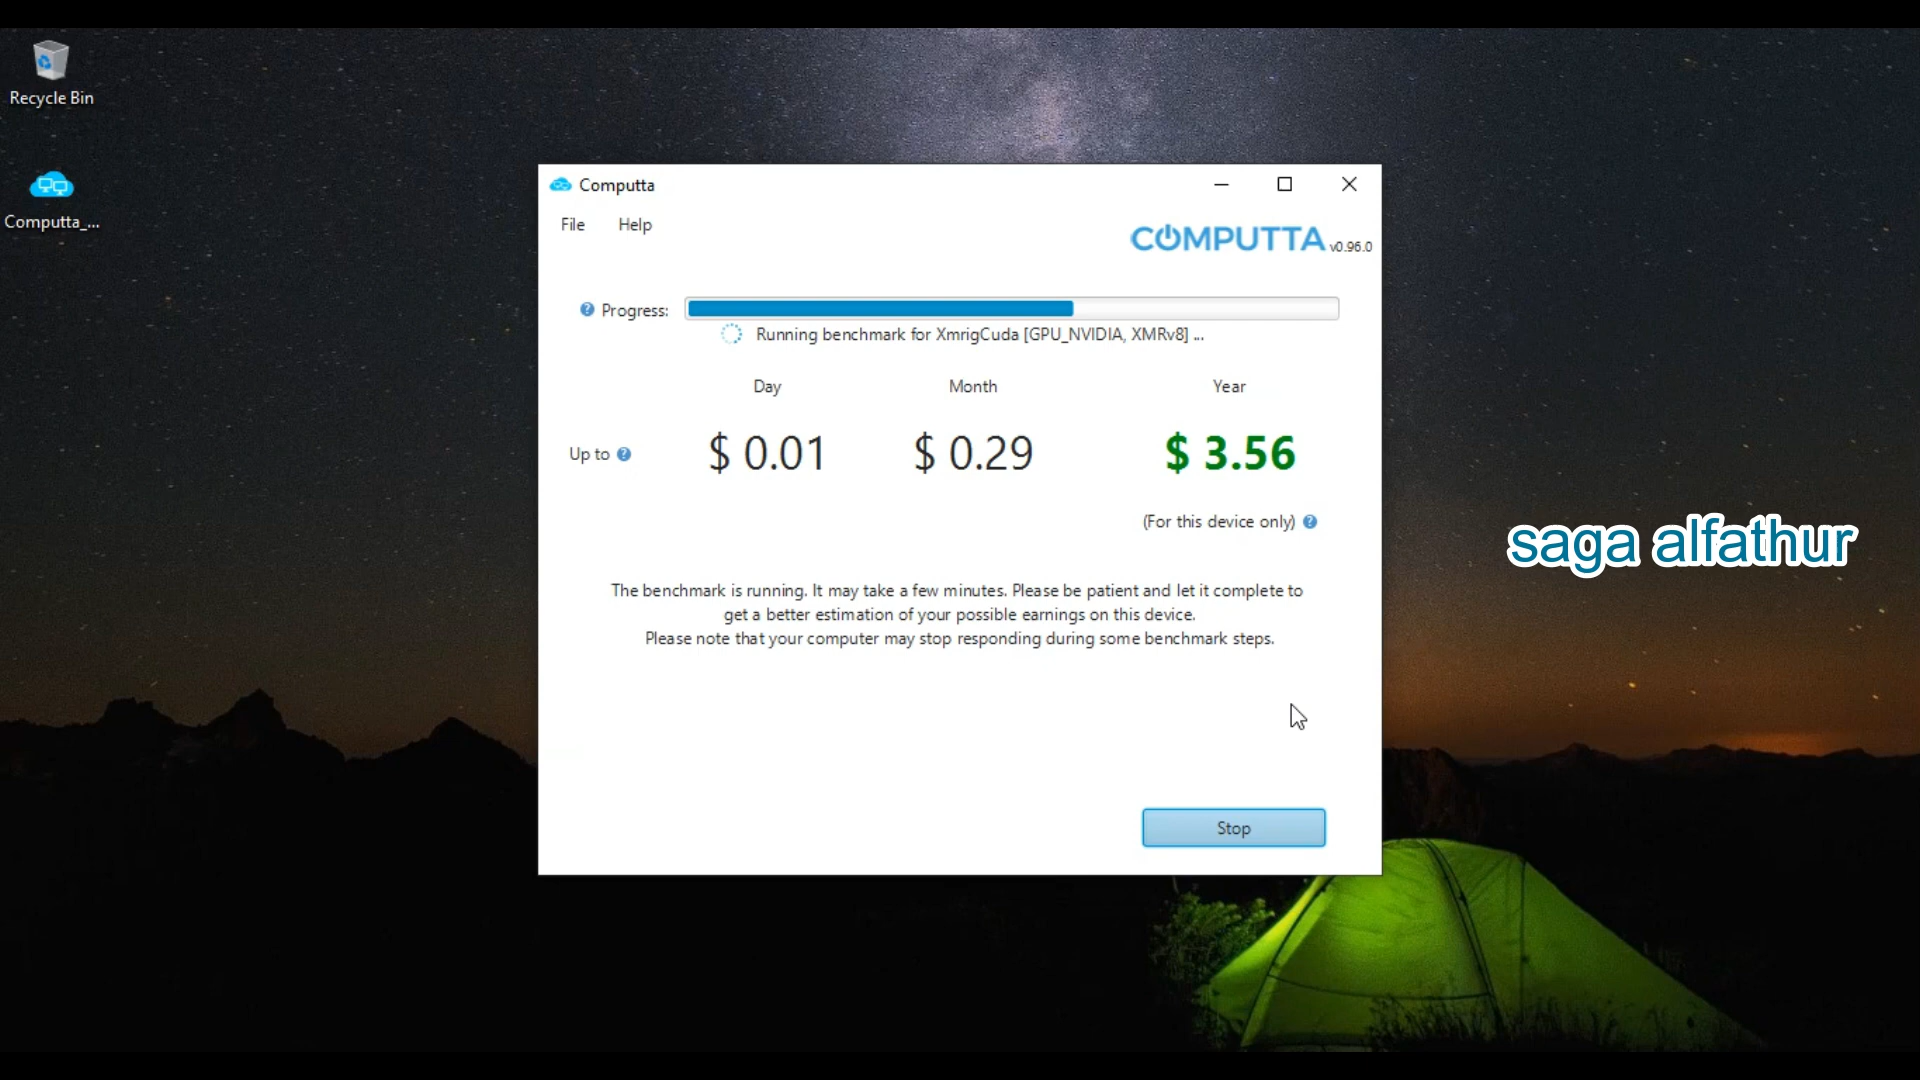 Recycle Bin
Computta_...
Computta
File Help
COMPUTTA v0.96.0
Progress:
Running benchmark for XmrigCuda [GPU_NVIDIA, XMRv8] ...
Day Month Year
Up to $ 0.01 $ 0.29 $ 3.56
(For this device only)
The benchmark is running. It may take a few minutes. Please be patient and let it complete to
get a better estimation of your possible earnings on this device.
Please note that your computer may stop responding during some benchmark steps.
Stop
saga alfathur